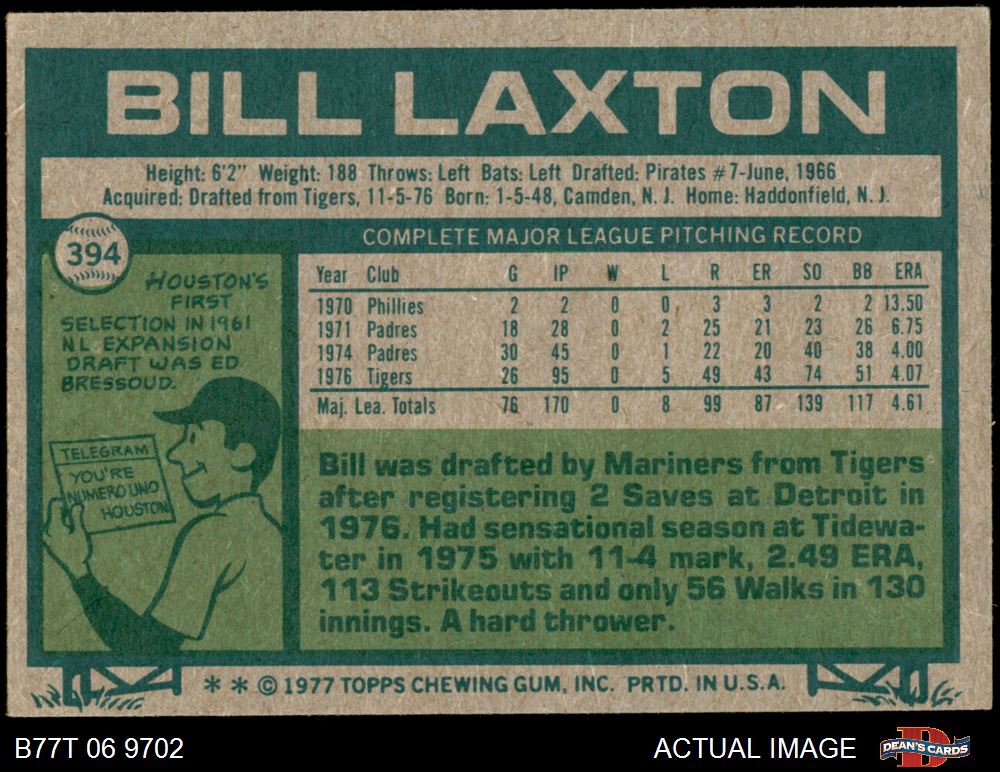 BILL LAXTON
Height: 6'2" Weight: 188 Throws: Left Bats: Left Drafted: Pirates #7-June, 1966
Acquired: Drafted from Tigers, 11-5-76 Born: 1-5-48, Camden, N. J. Home: Haddonfield, N. J.
394
HOUSTON'S
FIRST
SELECTION IN 1961
NL EXPANSION
DRAFT WAS ED.
BRESSOUD.
TELEGRAM
YOU'RE
NUMERO UNO
HOUSTON
COMPLETE MAJOR LEAGUE PITCHING RECORD
Year Club G IP W L R ER SO BB ERA
1970 Phillies 2 2 0 0 3 3 2 2 13.50
1971 Padres 18 28 0 2 25 21 23 26 6.75
1974 Padres 30 45 0 1 22 20 40 38 4.00
1976 Tigers 26 95 0 5 49 43 74 51 4.07
Maj. Lea. Totals 76 170 0 8 99 87 139 117 4.61
Bill was drafted by Mariners from Tigers
after registering 2 Saves at Detroit in
1976. Had sensational season at Tidewa-
ter in 1975 with 11-4 mark, 2.49 ERA,
113 Strikeouts and only 56 Walks in 130
innings. A hard thrower.
* * © 1977 TOPPS CHEWING GUM, INC. PRTD. IN U.S.A.
B77T 06 9702
ACTUAL IMAGE
DEAN'S CARDS